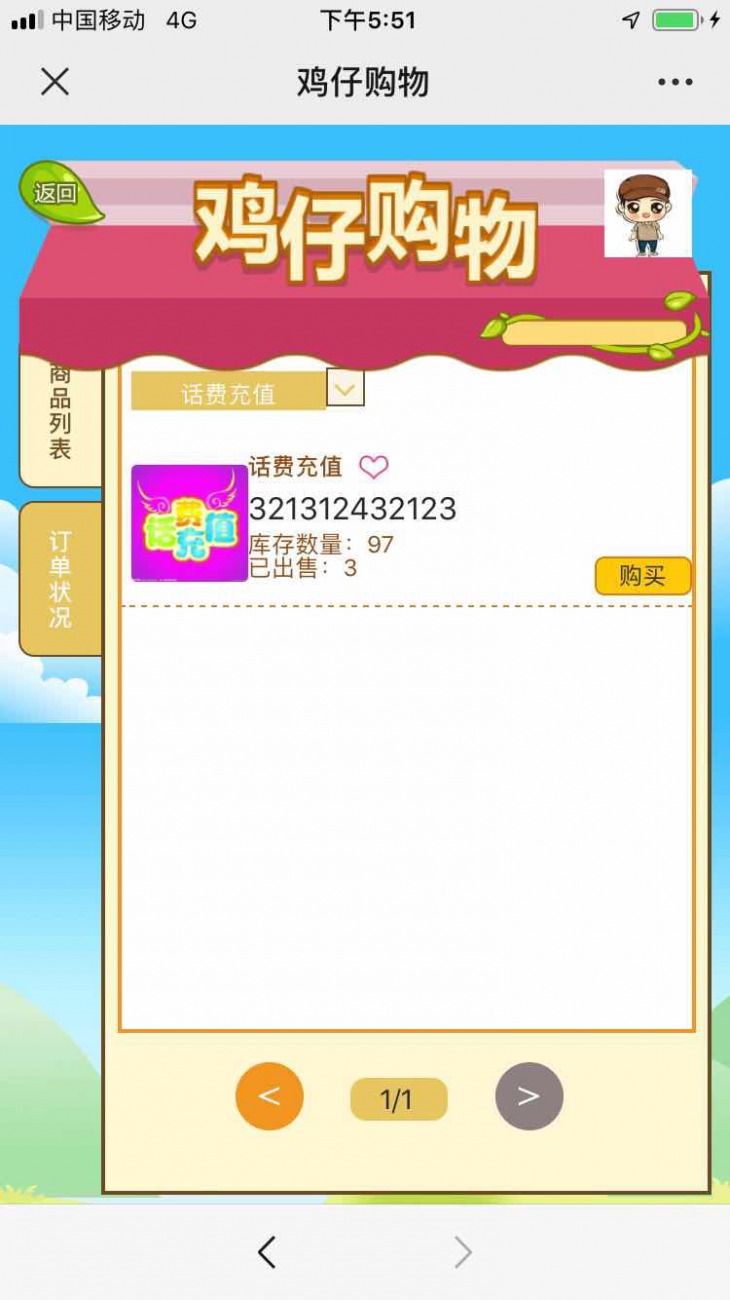 中国移动 4G 下午5:51
鸡仔购物
返回
鸡仔购物
商品列表
话费充值
话费充值
话费充值
321312432123
库存数量：97
已出售：3
购买
订单状况
< 1/1 >